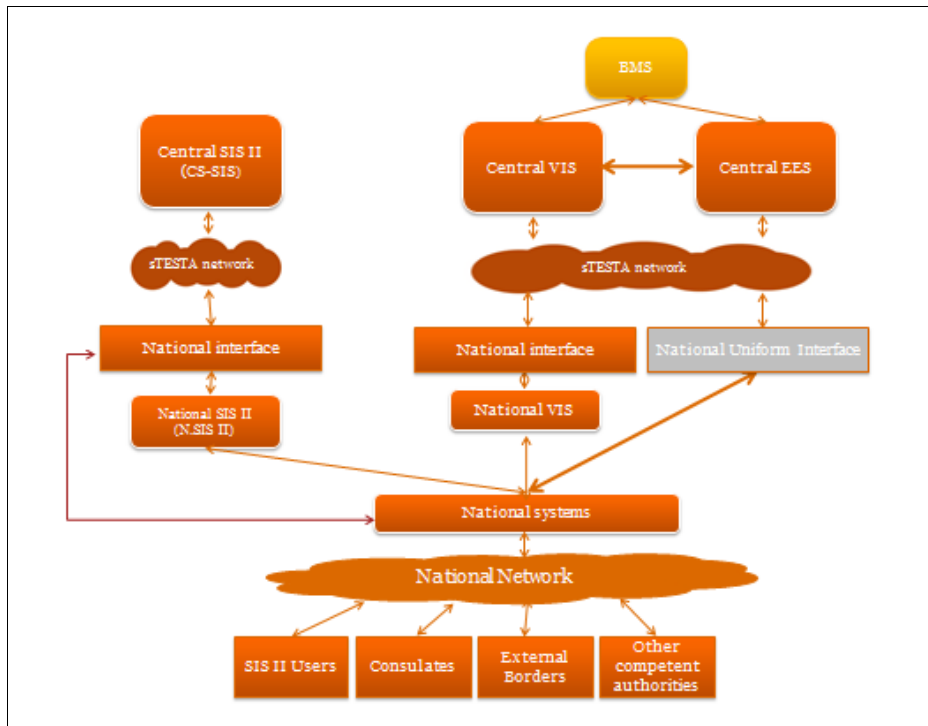 BMS
Central SIS II
(CS-SIS)
Central VIS
Central EES
sTESTA network
sTESTA network
National interface
National interface
National Uniform Interface
National SIS II
(N.SIS II)
National VIS
National systems
National Network
SIS II Users
Consulates
External
Borders
Other
competent
authorities